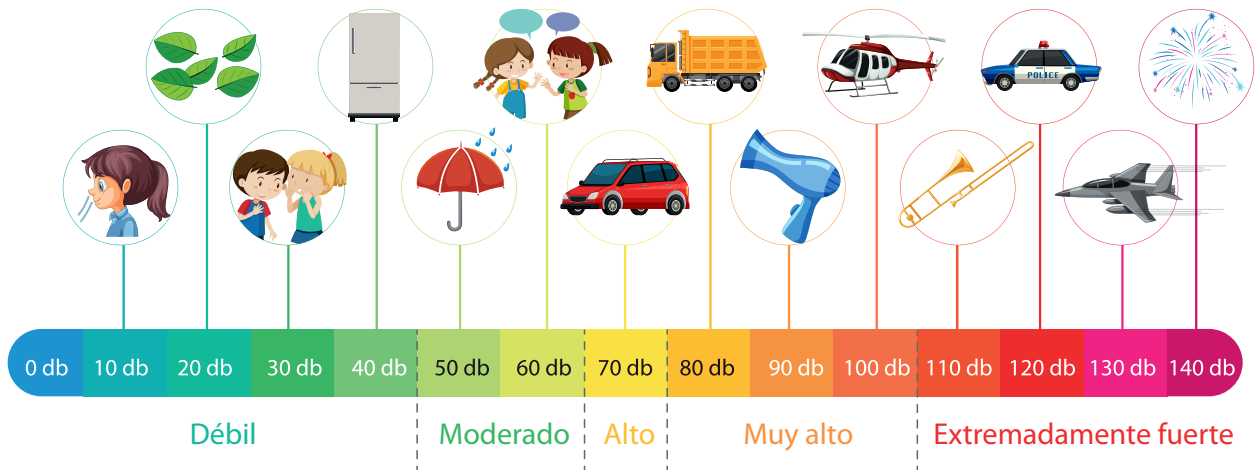 POLICE
0 db 10 db 20 db 30 db 40 db 50 db 60 db 70 db 80 db 90 db 100 db 110 db 120 db 130 db 140 db
Débil Moderado Alto Muy alto Extremadamente fuerte